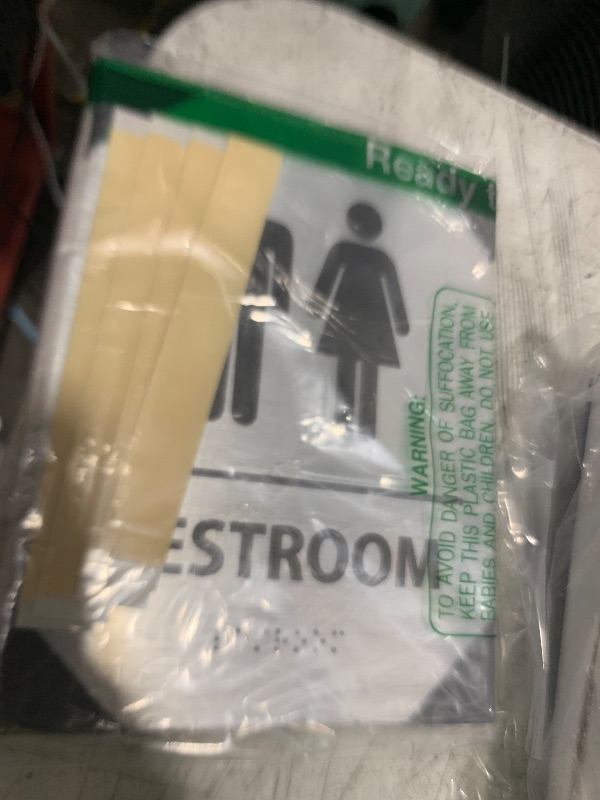 Ready t
ESTROOM
WARNING:
TO AVOID DANGER OF SUFFOCATION,
KEEP THIS PLASTIC BAG AWAY FROM
BABIES AND CHILDREN. DO NOT USE